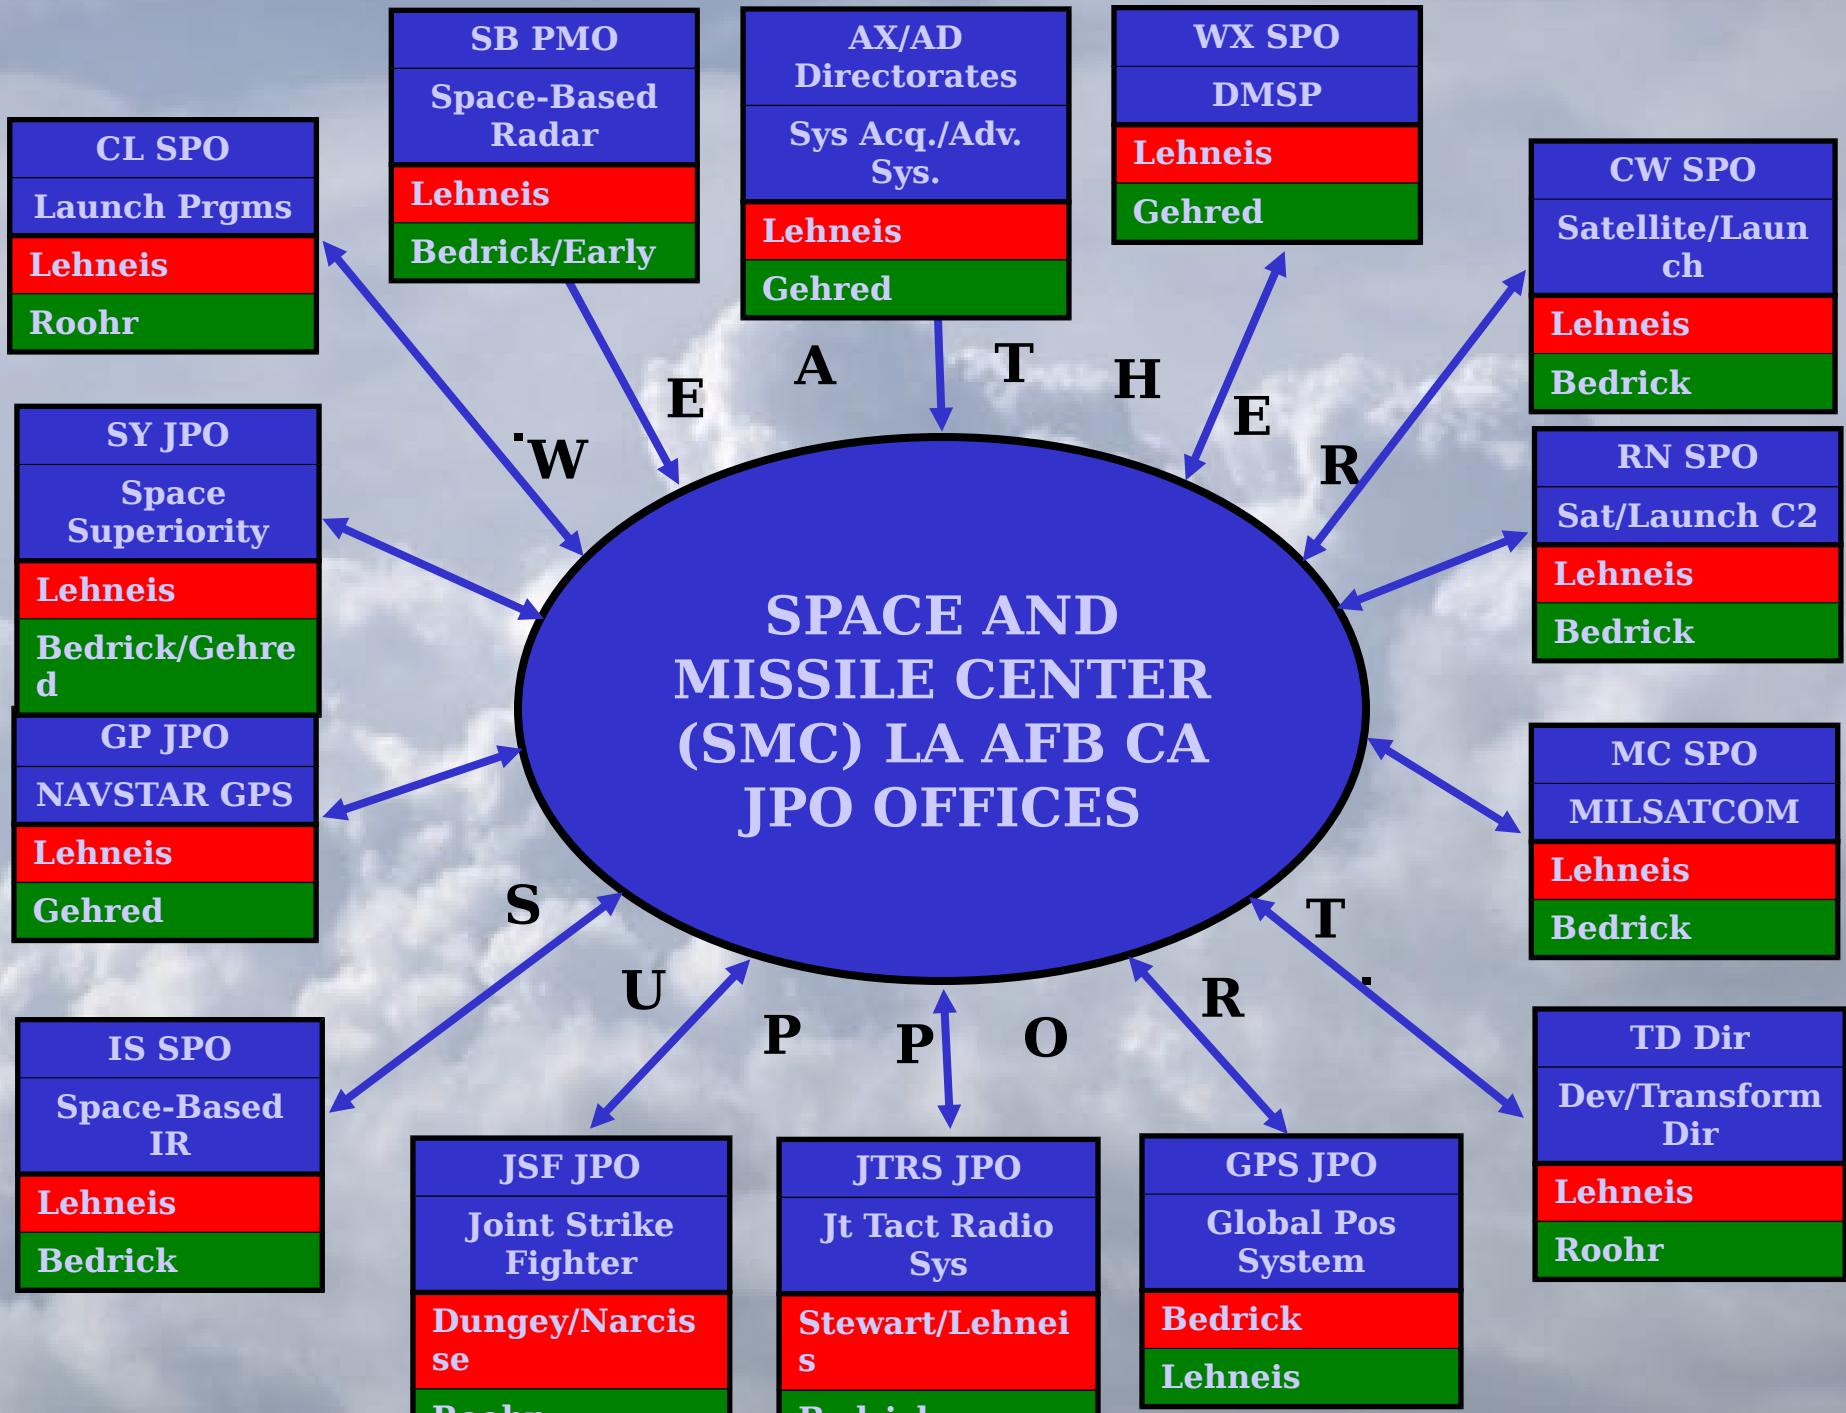 SB PMO
Space-Based
Radar
Lehneis
Bedrick/Early
AX/AD
Directorates
Sys Acq./Adv.
Sys.
Lehneis
Gehred
WX SPO
DMSP
Lehneis
Gehred
CL SPO
Launch Prgms
Lehneis
Roohr
CW SPO
Satellite/Laun
ch
Lehneis
Bedrick
W E A T H E R
SY JPO
Space
Superiority
Lehneis
Bedrick/Gehre
d
RN SPO
Sat/Launch C2
Lehneis
Bedrick
SPACE AND
MISSILE CENTER
(SMC) LA AFB CA
JPO OFFICES
GP JPO
NAVSTAR GPS
Lehneis
Gehred
MC SPO
MILSATCOM
Lehneis
Bedrick
S U P P O R T
IS SPO
Space-Based
IR
Lehneis
Bedrick
JSF JPO
Joint Strike
Fighter
Dungey/Narcis
se
Roohr
JTRS JPO
Jt Tact Radio
Sys
Stewart/Lehnei
s
Bedrick
GPS JPO
Global Pos
System
Bedrick
Lehneis
TD Dir
Dev/Transform
Dir
Lehneis
Roohr